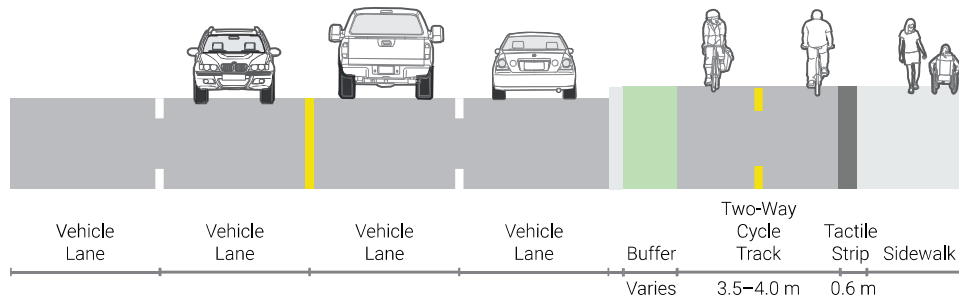 Vehicle
Lane
Vehicle
Lane
Vehicle
Lane
Vehicle
Lane
Buffer
Two-Way
Cycle
Track
Tactile
Strip
Sidewalk
Varies
3.5–4.0 m
0.6 m